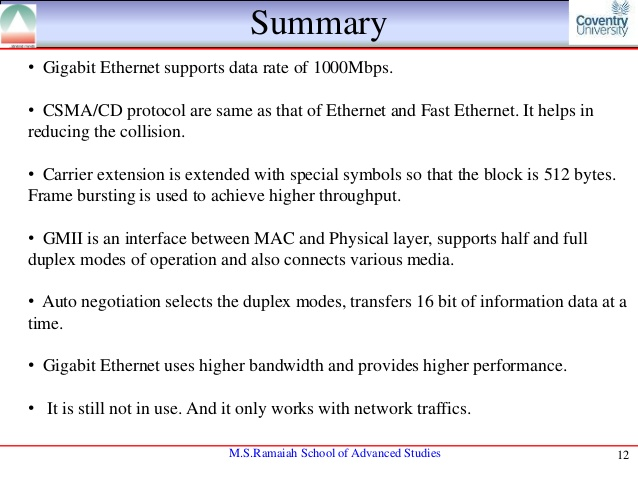 Summary
Coventry
University
• Gigabit Ethernet supports data rate of 1000Mbps.
• CSMA/CD protocol are same as that of Ethernet and Fast Ethernet. It helps in
reducing the collision.
• Carrier extension is extended with special symbols so that the block is 512 bytes.
Frame bursting is used to achieve higher throughput.
• GMII is an interface between MAC and Physical layer, supports half and full
duplex modes of operation and also connects various media.
• Auto negotiation selects the duplex modes, transfers 16 bit of information data at a
time.
• Gigabit Ethernet uses higher bandwidth and provides higher performance.
• It is still not in use. And it only works with network traffics.
M.S.Ramaiah School of Advanced Studies
12